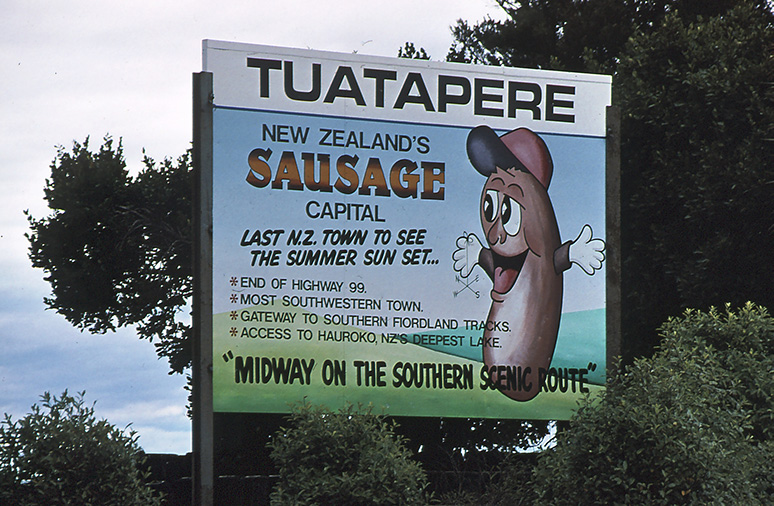 TUATAPERE
NEW ZEALAND'S
SAUSAGE
CAPITAL
LAST N.Z. TOWN TO SEE
THE SUMMER SUN SET...
* END OF HIGHWAY 99.
* MOST SOUTHWESTERN TOWN.
* GATEWAY TO SOUTHERN FIORDLAND TRACKS.
* ACCESS TO HAUROKO, NZ'S DEEPEST LAKE.
"MIDWAY ON THE SOUTHERN SCENIC ROUTE"
N E
W S